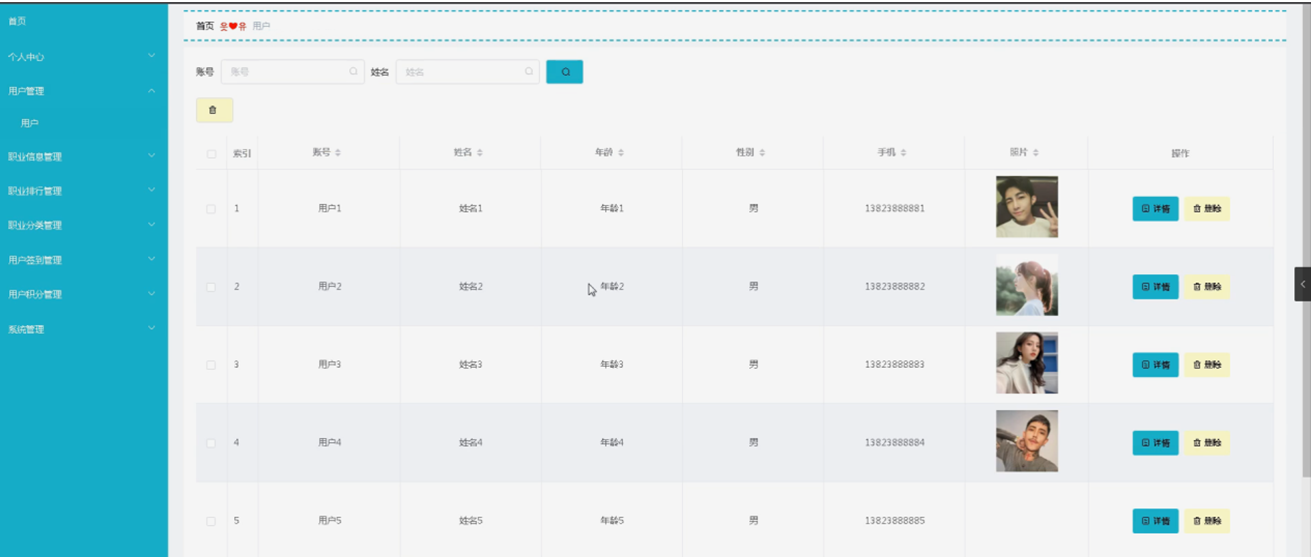 首页
个人中心
用户管理
用户
职业信息管理
职业排行管理
职业分类管理
用户签到管理
用户积分管理
系统管理
首页 웃❤유 用户
账号 账号 姓名 姓名
索引 账号 姓名 年龄 性别 手机 照片 操作
1 用户1 姓名1 年龄1 男 13823888881 详情 删除
2 用户2 姓名2 年龄2 男 13823888882 详情 删除
3 用户3 姓名3 年龄3 男 13823888883 详情 删除
4 用户4 姓名4 年龄4 男 13823888884 详情 删除
5 用户5 姓名5 年龄5 男 13823888885 详情 删除